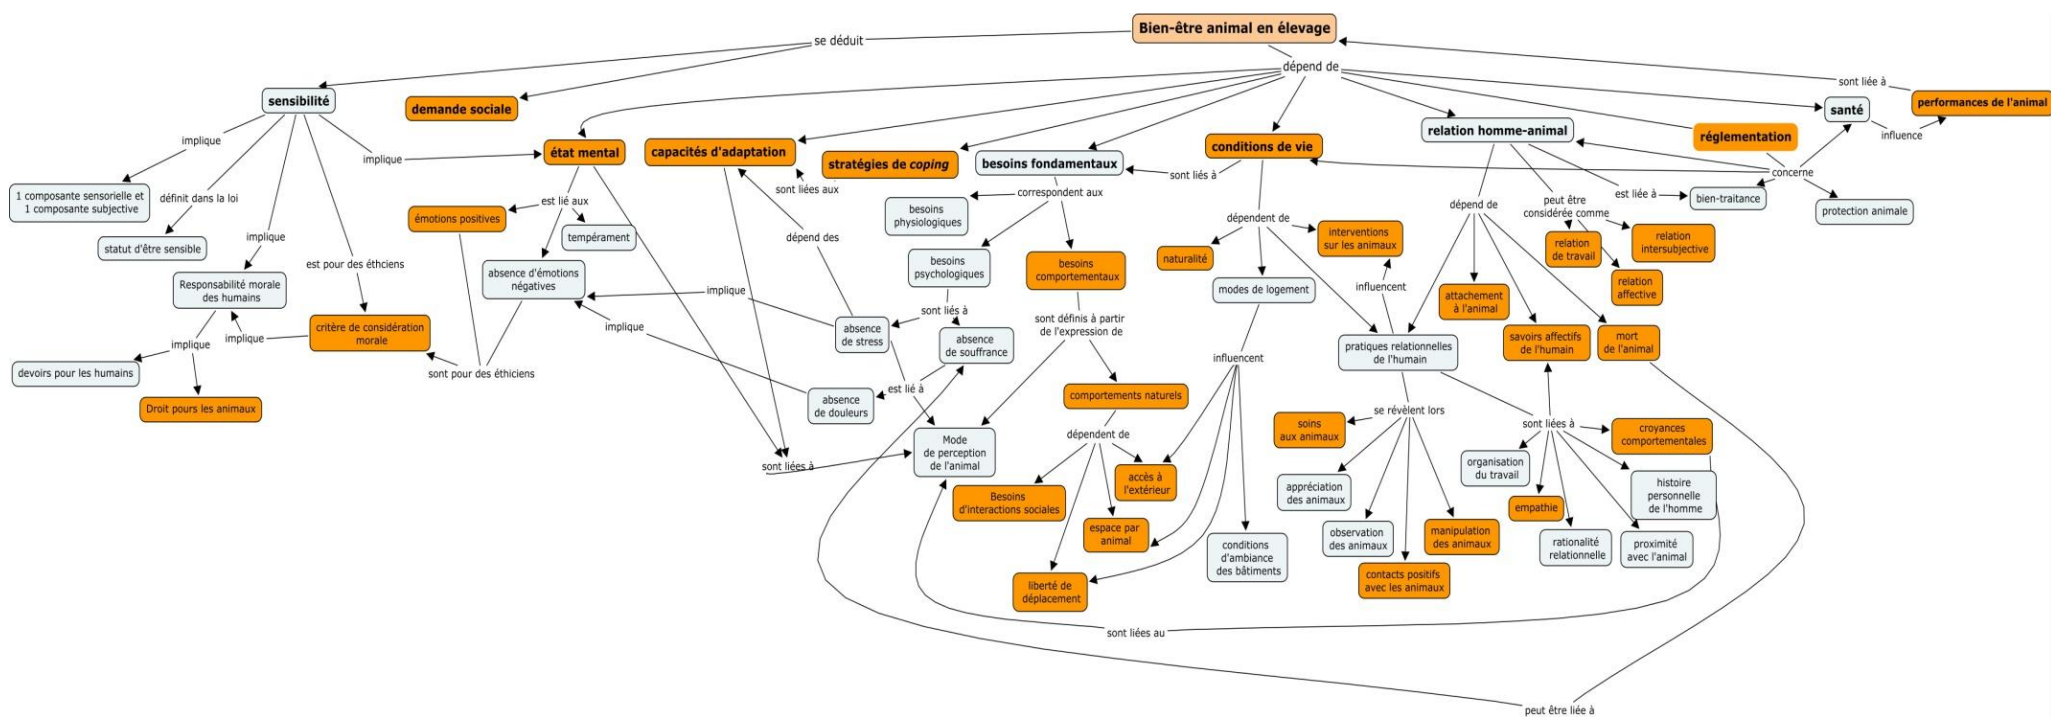 Bien-être animal en élevage
se déduit
dépend de
sont liée à
sensibilité
demande sociale
santé
performances de l'animal
relation homme-animal
réglementation
influence
implique
implique
état mental
capacités d'adaptation
stratégies de coping
besoins fondamentaux
conditions de vie
sont liés à
concerne
1 composante sensorielle et
1 composante subjective
définit dans la loi
sont liées aux
correspondent aux
est liée à
bien-traitance
protection animale
émotions positives
est lié aux
tempérament
besoins
physiologiques
dépendent de
interventions
sur les animaux
dépend de
peut être
considérée comme
relation
de travail
relation
intersubjective
statut d'être sensible
implique
dépend des
naturalité
est pour des éthciens
absence d'émotions
négatives
besoins
psychologiques
besoins
comportementaux
modes de logement
influencent
attachement
à l'animal
relation
affective
Responsabilité morale
des humains
implique
sont liés à
sont définis à partir
de l'expression de
critère de considération
morale
implique
implique
absence
de stress
absence
de souffrance
influencent
pratiques relationnelles
de l'humain
savoirs affectifs
de l'humain
mort
de l'animal
implique
devoirs pour les humains
sont pour des éthiciens
est lié à
Droit pours les animaux
absence
de douleurs
comportements naturels
se révèlent lors
soins
aux animaux
sont liées à
croyances
comportementales
Mode
de perception
de l'animal
dépendent de
sont liées à
accès à
l'extérieur
appréciation
des animaux
organisation
du travail
histoire
personnelle
de l'homme
Besoins
d'interactions sociales
empathie
espace par
animal
conditions
d'ambiance
des bâtiments
observation
des animaux
manipulation
des animaux
rationalité
relationnelle
proximité
avec l'animal
liberté de
déplacement
contacts positifs
avec les animaux
sont liées au
peut être liée à